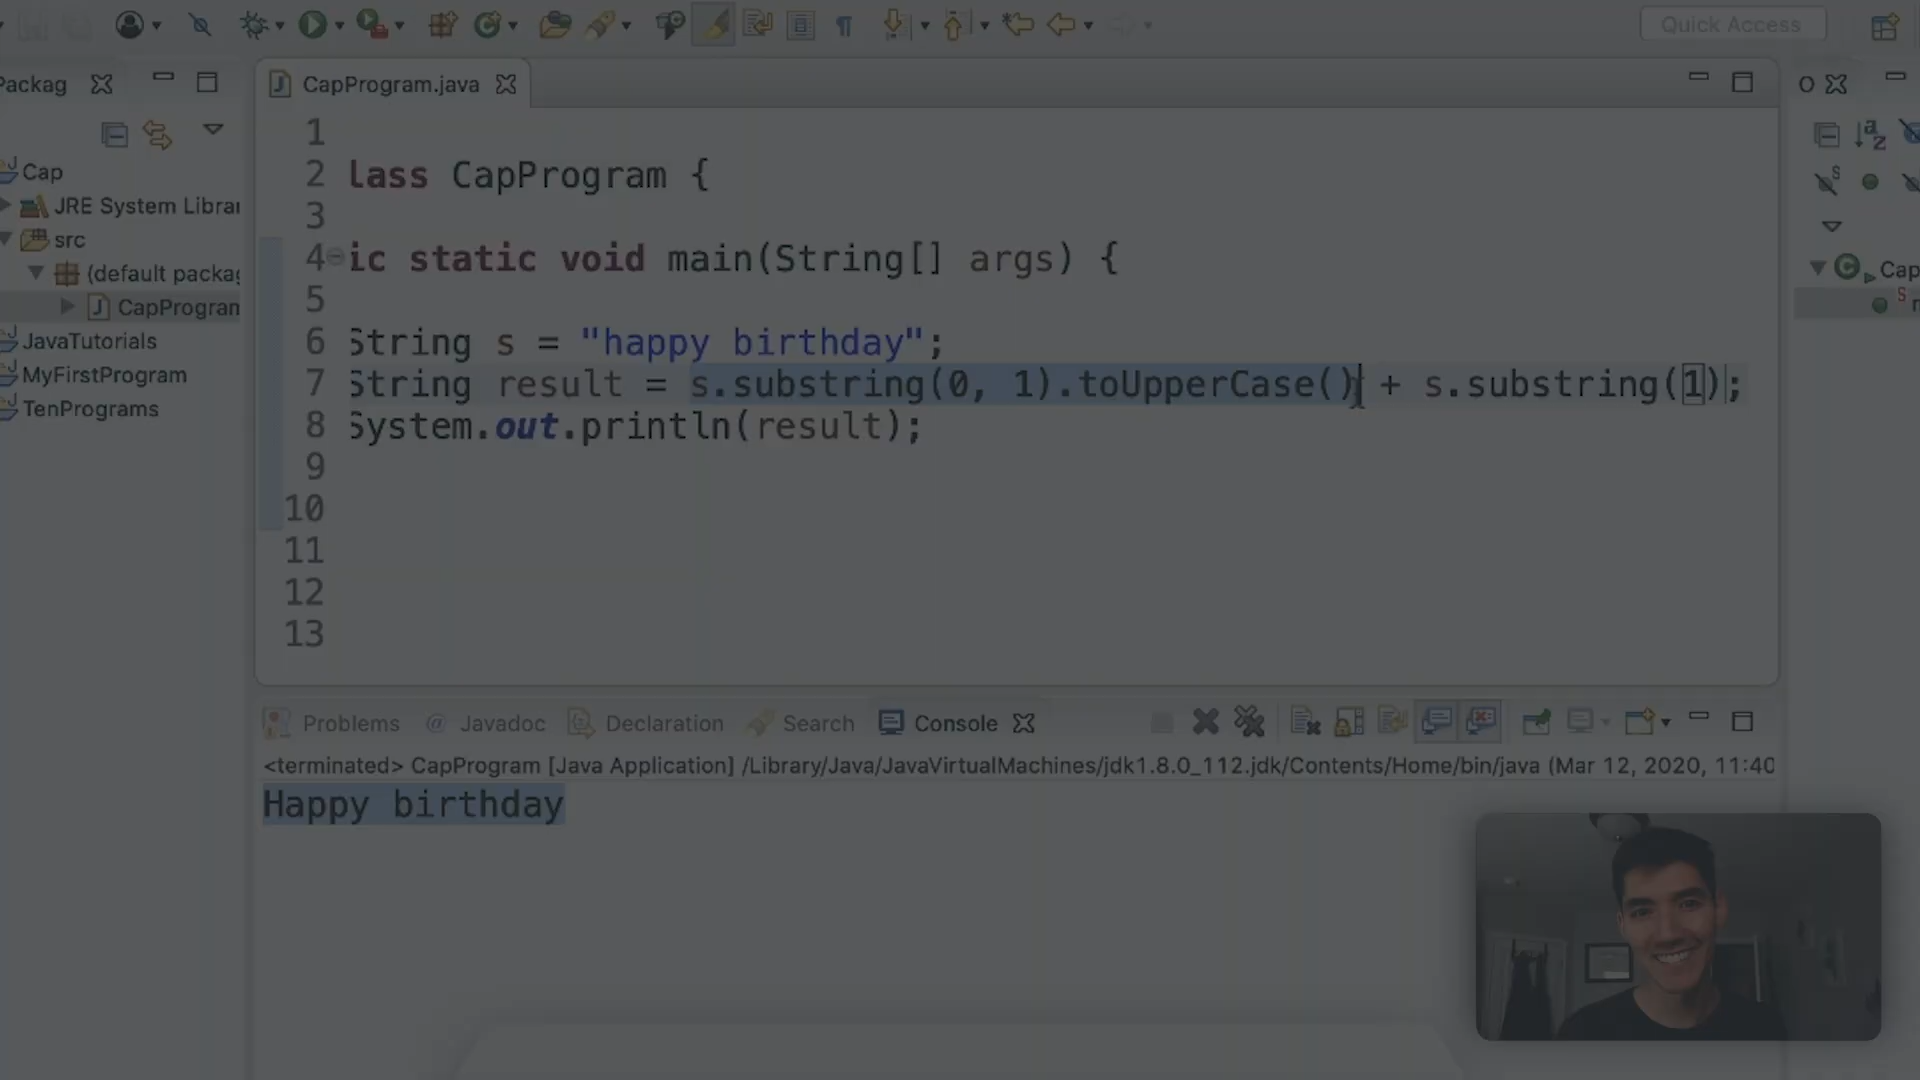 Quick Access
Packag
CapProgram.java
O
Cap
JRE System Librar
src
(default packag
CapProgram
JavaTutorials
MyFirstProgram
TenPrograms
1
2 lass CapProgram {
3
4 ic static void main(String[] args) {
5
6 String s = "happy birthday";
7 String result = s.substring(0, 1).toUpperCase() + s.substring(1);
8 System.out.println(result);
9
10
11
12
13
Cap
Problems @ Javadoc Declaration Search Console
<terminated> CapProgram [Java Application] /Library/Java/JavaVirtualMachines/jdk1.8.0_112.jdk/Contents/Home/bin/java (Mar 12, 2020, 11:40
Happy birthday